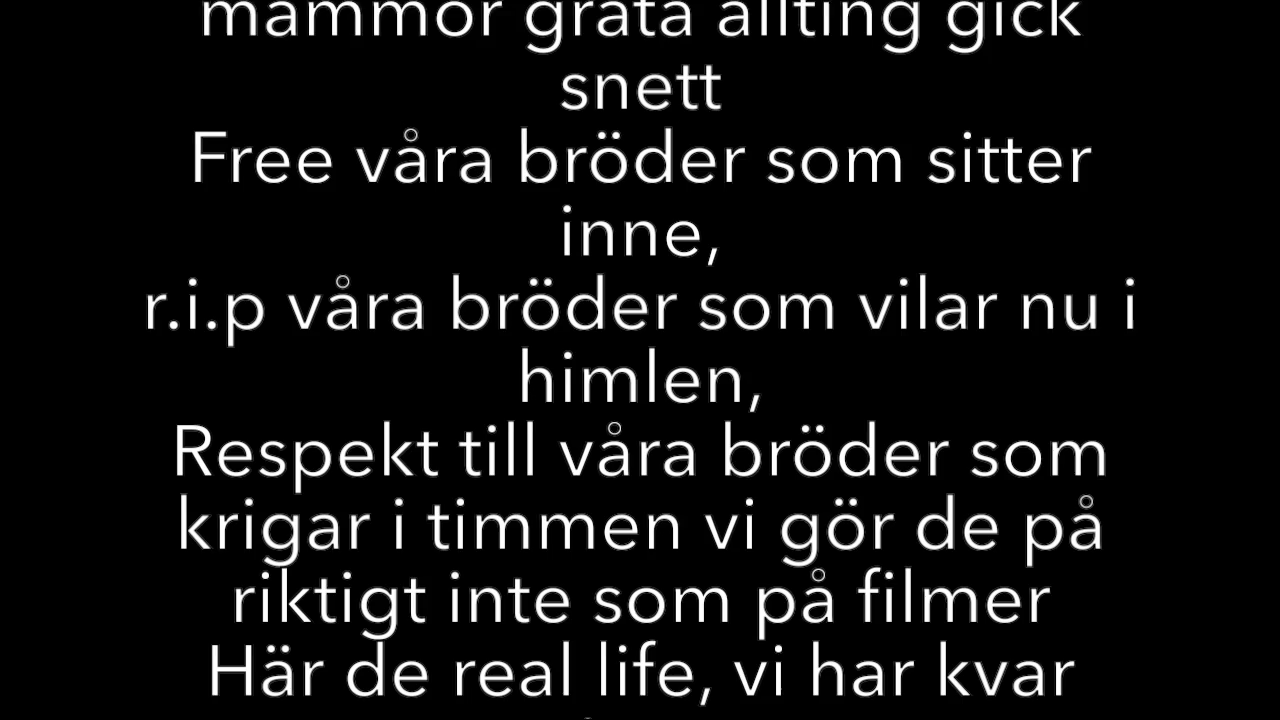 mammor gråta allting gick
snett
Free våra bröder som sitter
inne,
r.i.p våra bröder som vilar nu i
himlen,
Respekt till våra bröder som
krigar i timmen vi gör de på
riktigt inte som på filmer
Här de real life, vi har kvar